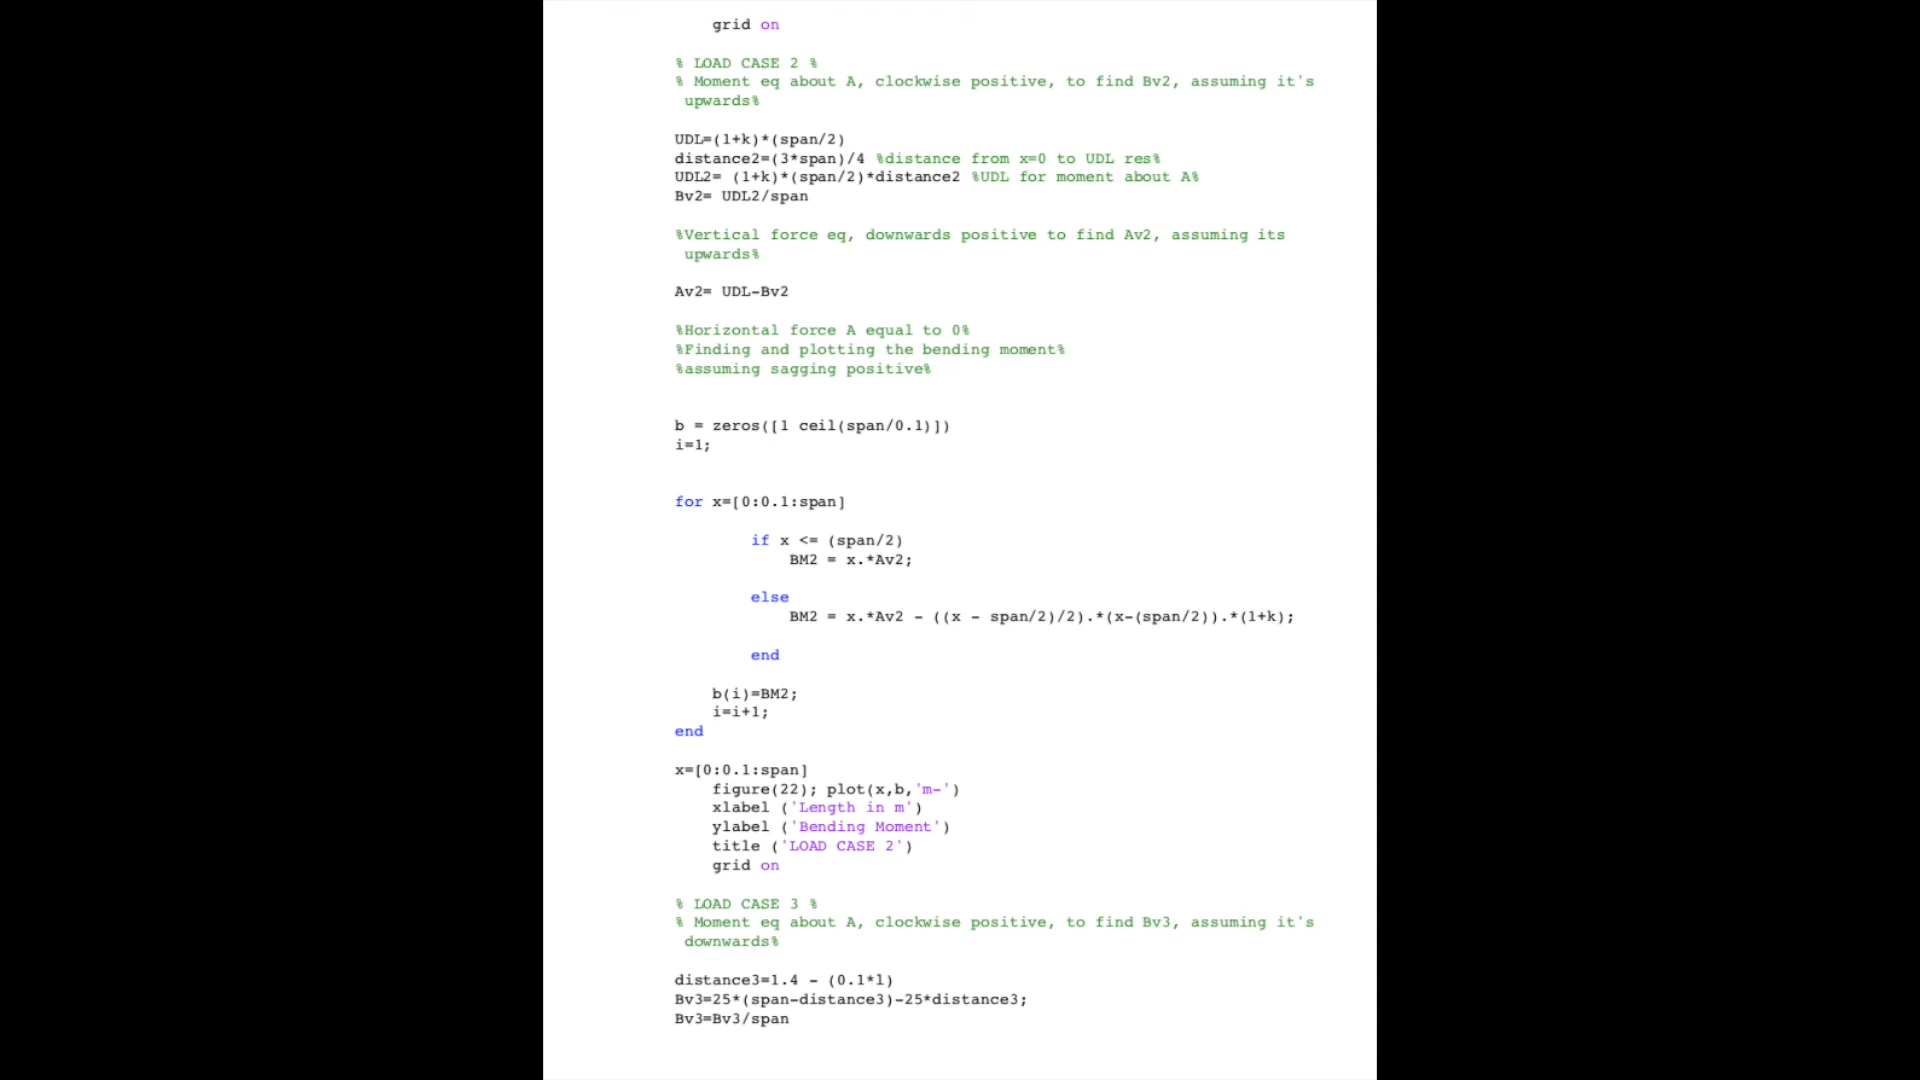 grid on
% LOAD CASE 2 %
% Moment eq about A, clockwise positive, to find Bv2, assuming it's
upwards%
UDL=(1+k)*(span/2)
distance2=(3*span)/4 %distance from x=0 to UDL res%
UDL2= (1+k)*(span/2)*distance2 %UDL for moment about A%
Bv2= UDL2/span
%Vertical force eq, downwards positive to find Av2, assuming its
upwards%
Av2= UDL-Bv2
%Horizontal force A equal to 0%
%Finding and plotting the bending moment%
%assuming sagging positive%
b = zeros([1 ceil(span/0.1)])
i=1;
for x=[0:0.1:span]
if x <= (span/2)
BM2 = x.*Av2;
else
BM2 = x.*Av2 - ((x - span/2)/2).*(x-(span/2)).*(1+k);
end
b(i)=BM2;
i=i+1;
end
x=[0:0.1:span]
figure(22); plot(x,b,'m-')
xlabel ('Length in m')
ylabel ('Bending Moment')
title ('LOAD CASE 2')
grid on
% LOAD CASE 3 %
% Moment eq about A, clockwise positive, to find Bv3, assuming it's
downwards%
distance3=1.4 - (0.1*l)
Bv3=25*(span-distance3)-25*distance3;
Bv3=Bv3/span